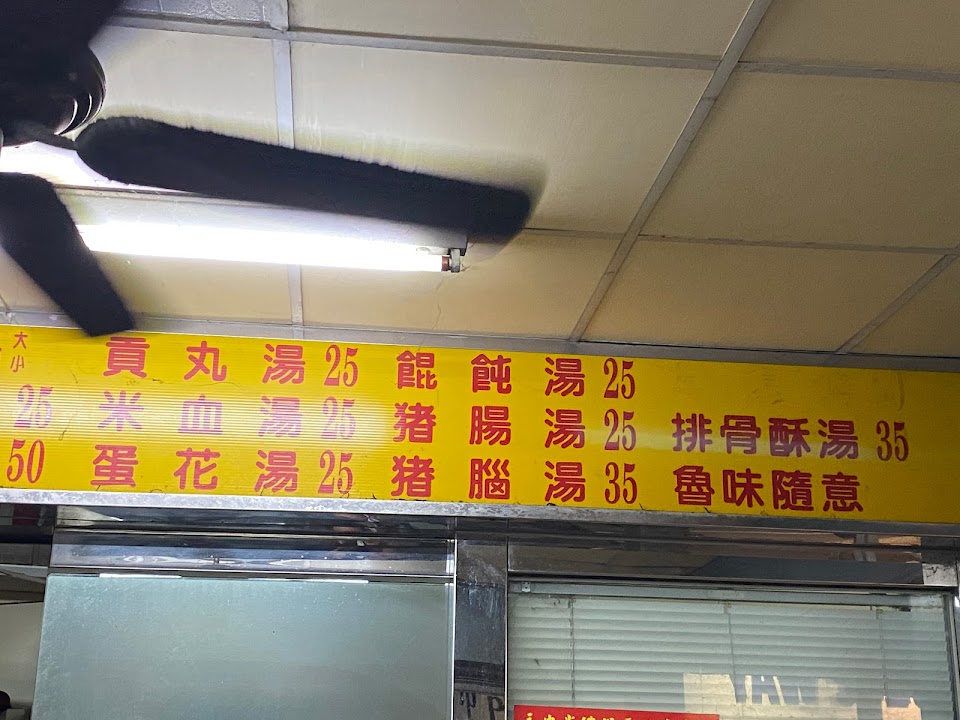 大
小
貢丸湯25 餛飩湯25
25 米血湯25 猪腸湯25 排骨酥湯35
50 蛋花湯25 猪腦湯35 魯味隨意